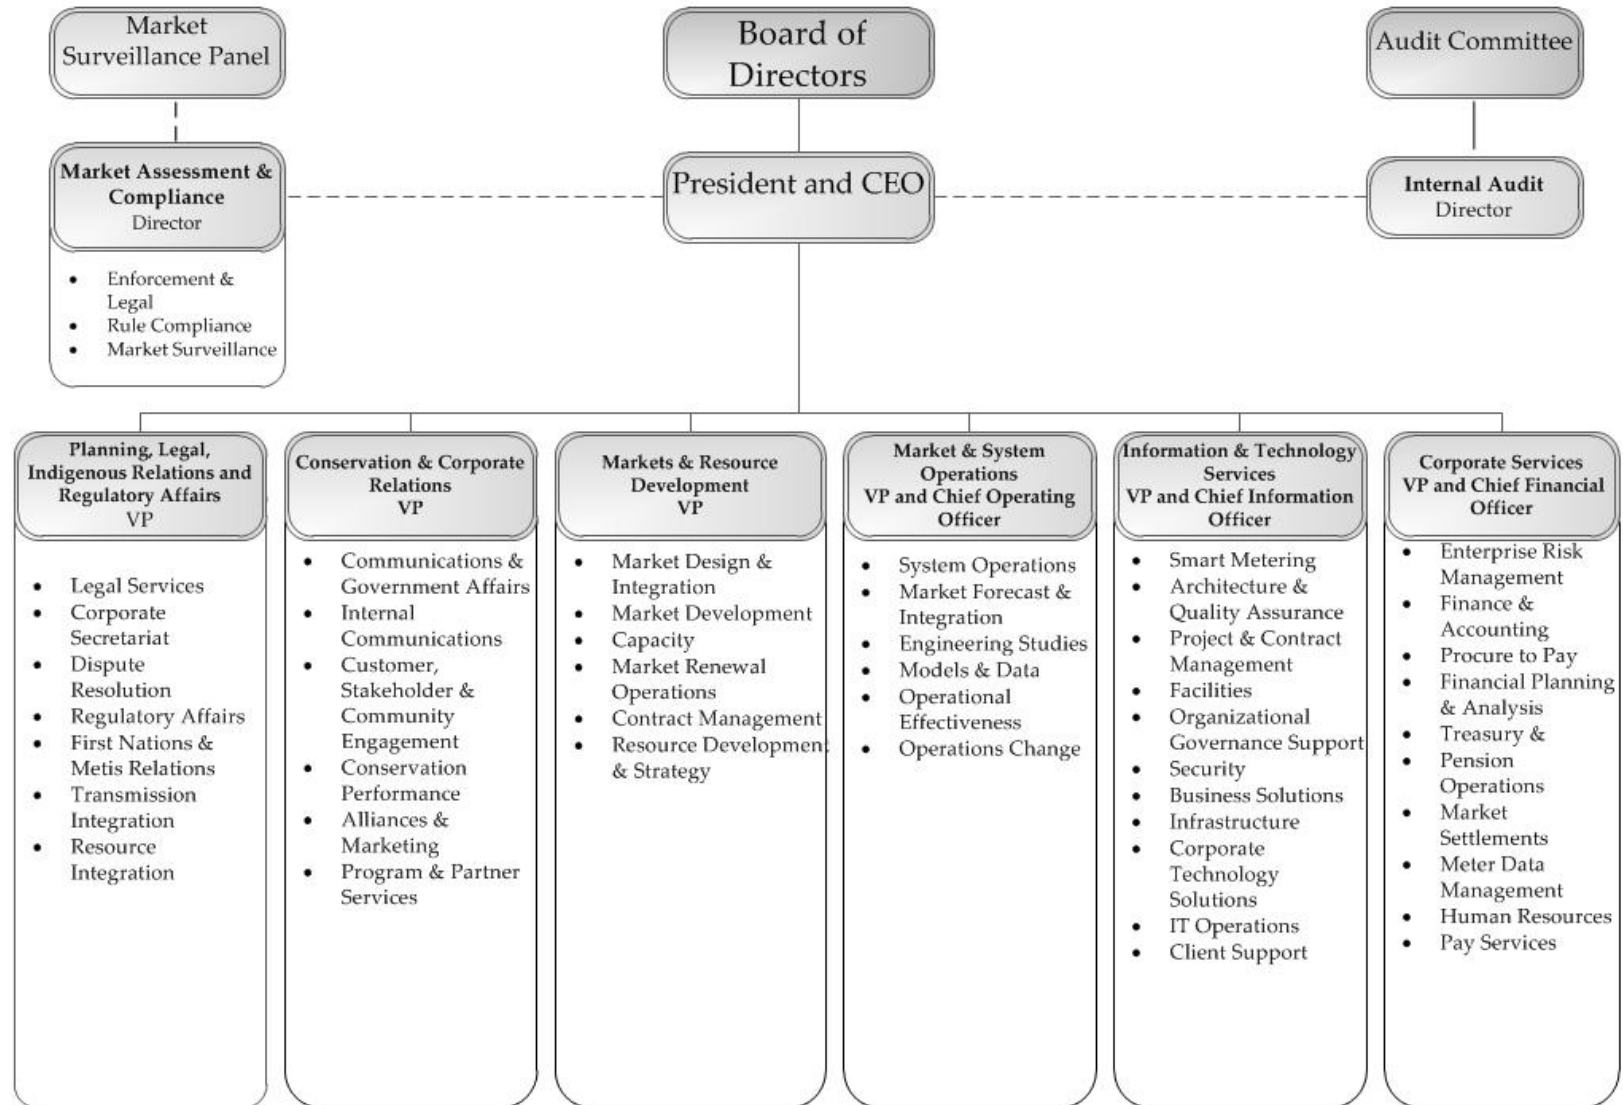 Market
Surveillance Panel
Board of
Directors
Audit Committee
Market Assessment &
Compliance
Director
• Enforcement &
Legal
• Rule Compliance
• Market Surveillance
President and CEO
Internal Audit
Director
Planning, Legal,
Indigenous Relations and
Regulatory Affairs
VP
• Legal Services
• Corporate
Secretariat
• Dispute
Resolution
• Regulatory Affairs
• First Nations &
Metis Relations
• Transmission
Integration
• Resource
Integration
Conservation & Corporate
Relations
VP
• Communications &
Government Affairs
• Internal
Communications
• Customer,
Stakeholder &
Community
Engagement
• Conservation
Performance
• Alliances &
Marketing
• Program & Partner
Services
Markets & Resource
Development
VP
• Market Design &
Integration
• Market Development
• Capacity
• Market Renewal
Operations
• Contract Management
• Resource Development
& Strategy
Market & System
Operations
VP and Chief Operating
Officer
• System Operations
• Market Forecast &
Integration
• Engineering Studies
• Models & Data
• Operational
Effectiveness
• Operations Change
Information & Technology
Services
VP and Chief Information
Officer
• Smart Metering
• Architecture &
Quality Assurance
• Project & Contract
Management
• Facilities
• Organizational
Governance Support
• Security
• Business Solutions
• Infrastructure
• Corporate
Technology
Solutions
• IT Operations
• Client Support
Corporate Services
VP and Chief Financial
Officer
• Enterprise Risk
Management
• Finance &
Accounting
• Procure to Pay
• Financial Planning
& Analysis
• Treasury &
• Pension
Operations
• Market
Settlements
• Meter Data
Management
• Human Resources
• Pay Services